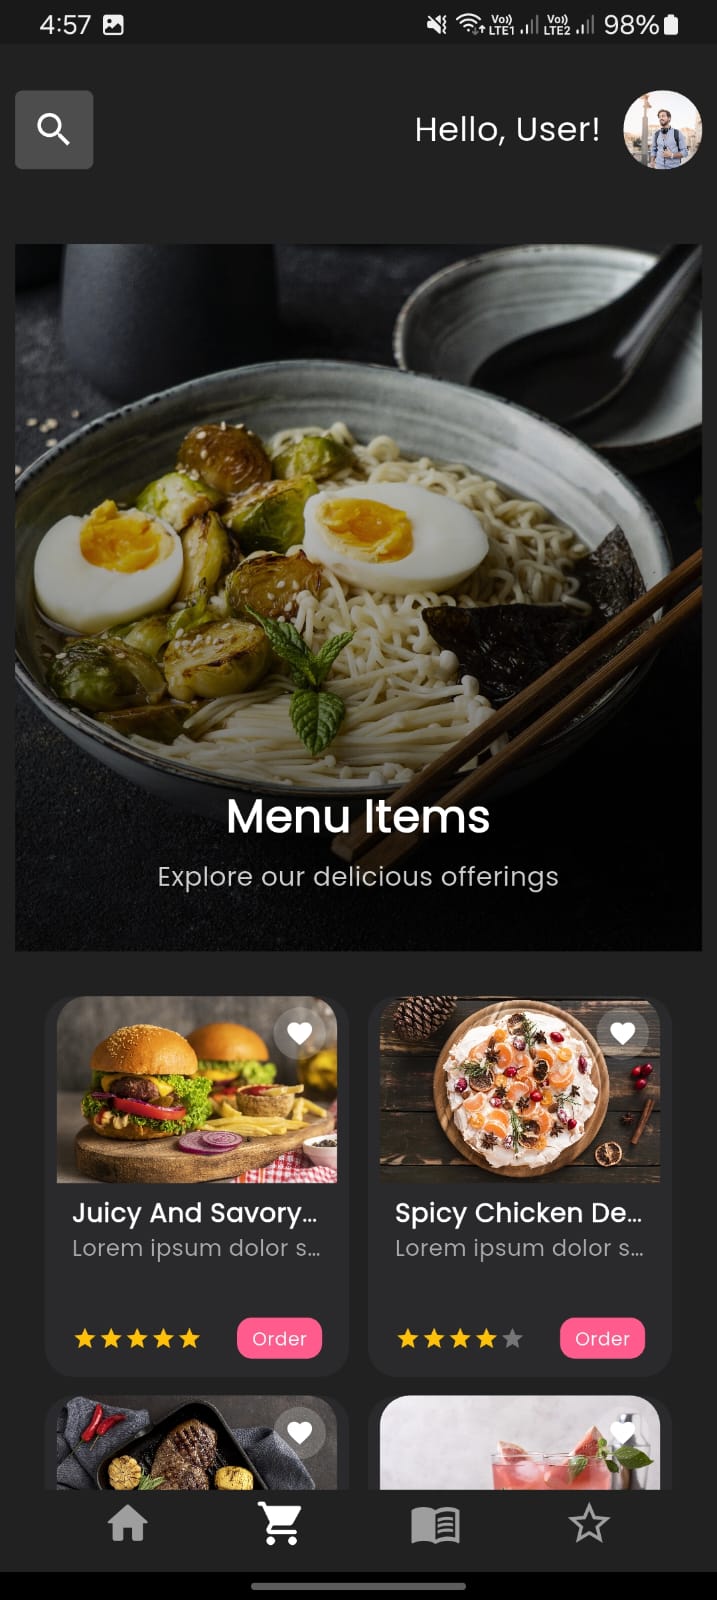 4:57
Vo)) LTE1 Vo)) LTE2 98%
Hello, User!
Menu Items
Explore our delicious offerings
Juicy And Savory...
Lorem ipsum dolor s...
Order
Spicy Chicken De...
Lorem ipsum dolor s...
Order